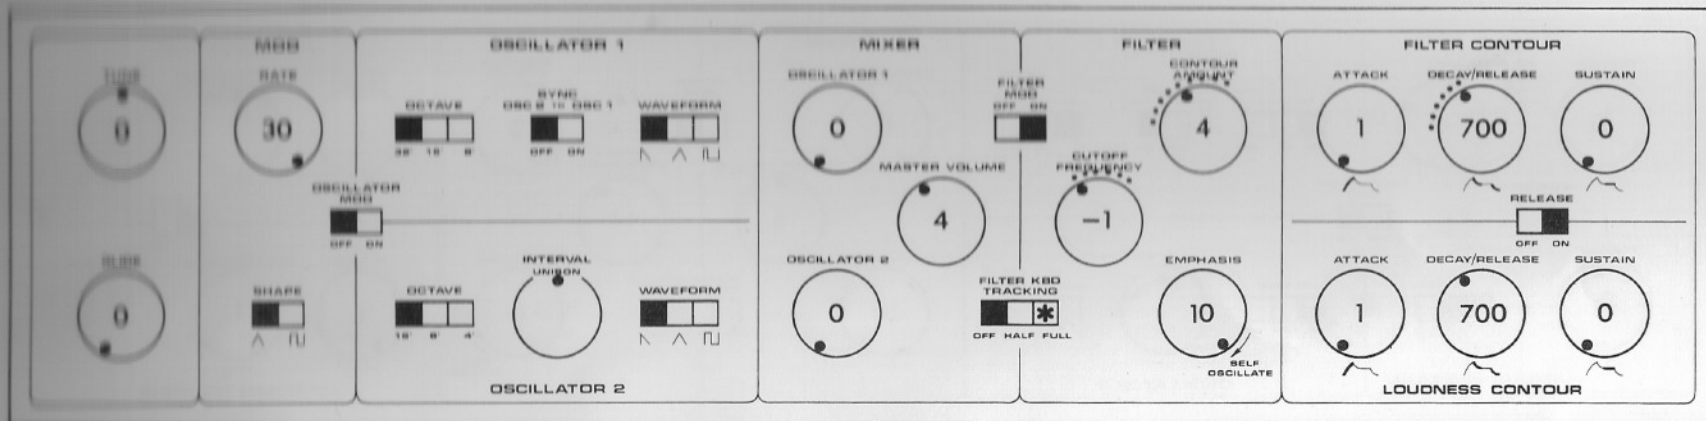 TUNE
0
GLIDE
0
MOD
RATE
30
OSCILLATOR
MOD
OFF ON
SHAPE
OSCILLATOR 1
OCTAVE
32' 16' 8'
SYNC
OSC 2 TO OSC 1
OFF ON
WAVEFORM
INTERVAL
UNISON
OCTAVE
16' 8' 4'
WAVEFORM
OSCILLATOR 2
MIXER
OSCILLATOR 1
0
MASTER VOLUME
4
OSCILLATOR 2
0
FILTER
MOD
OFF ON
FILTER KBD
TRACKING
*
OFF HALF FULL
FILTER
CONTOUR
AMOUNT
4
CUTOFF
FREQUENCY
−1
EMPHASIS
10
SELF
OSCILLATE
FILTER CONTOUR
ATTACK DECAY/RELEASE SUSTAIN
1 700 0
RELEASE
OFF ON
ATTACK DECAY/RELEASE SUSTAIN
1 700 0
LOUDNESS CONTOUR